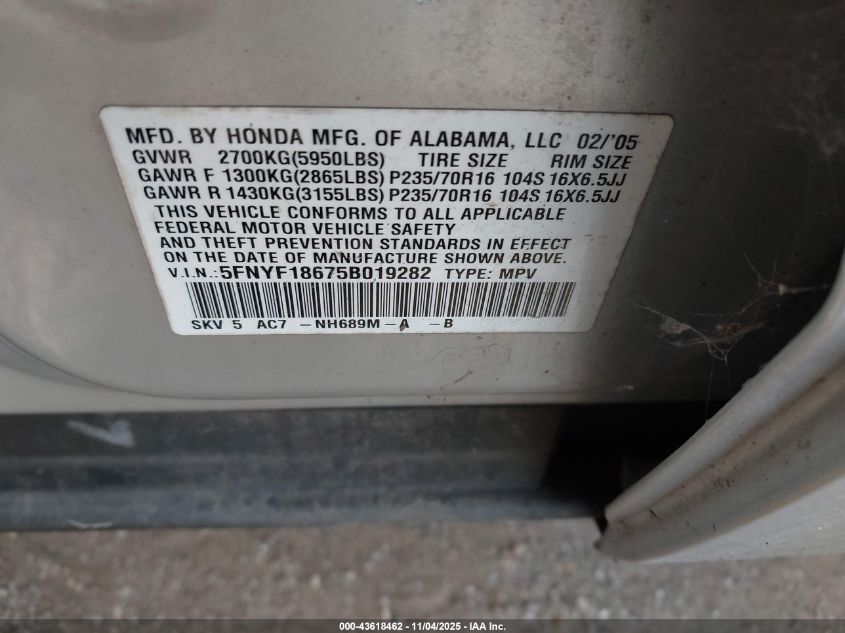 MFD. BY HONDA MFG. OF ALABAMA, LLC 02/'05
GVWR 2700KG(5950LBS) TIRE SIZE RIM SIZE
GAWR F 1300KG(2865LBS) P235/70R16 104S 16X6.5JJ
GAWR R 1430KG(3155LBS) P235/70R16 104S 16X6.5JJ
THIS VEHICLE CONFORMS TO ALL APPLICABLE
FEDERAL MOTOR VEHICLE SAFETY
AND THEFT PREVENTION STANDARDS IN EFFECT
ON THE DATE OF MANUFACTURE SHOWN ABOVE.
V.I.N.:5FNYF18675B019282 TYPE: MPV
SKV 5 AC7 -NH689M-A -B
000-43618462 - 11/04/2025 - IAA Inc.